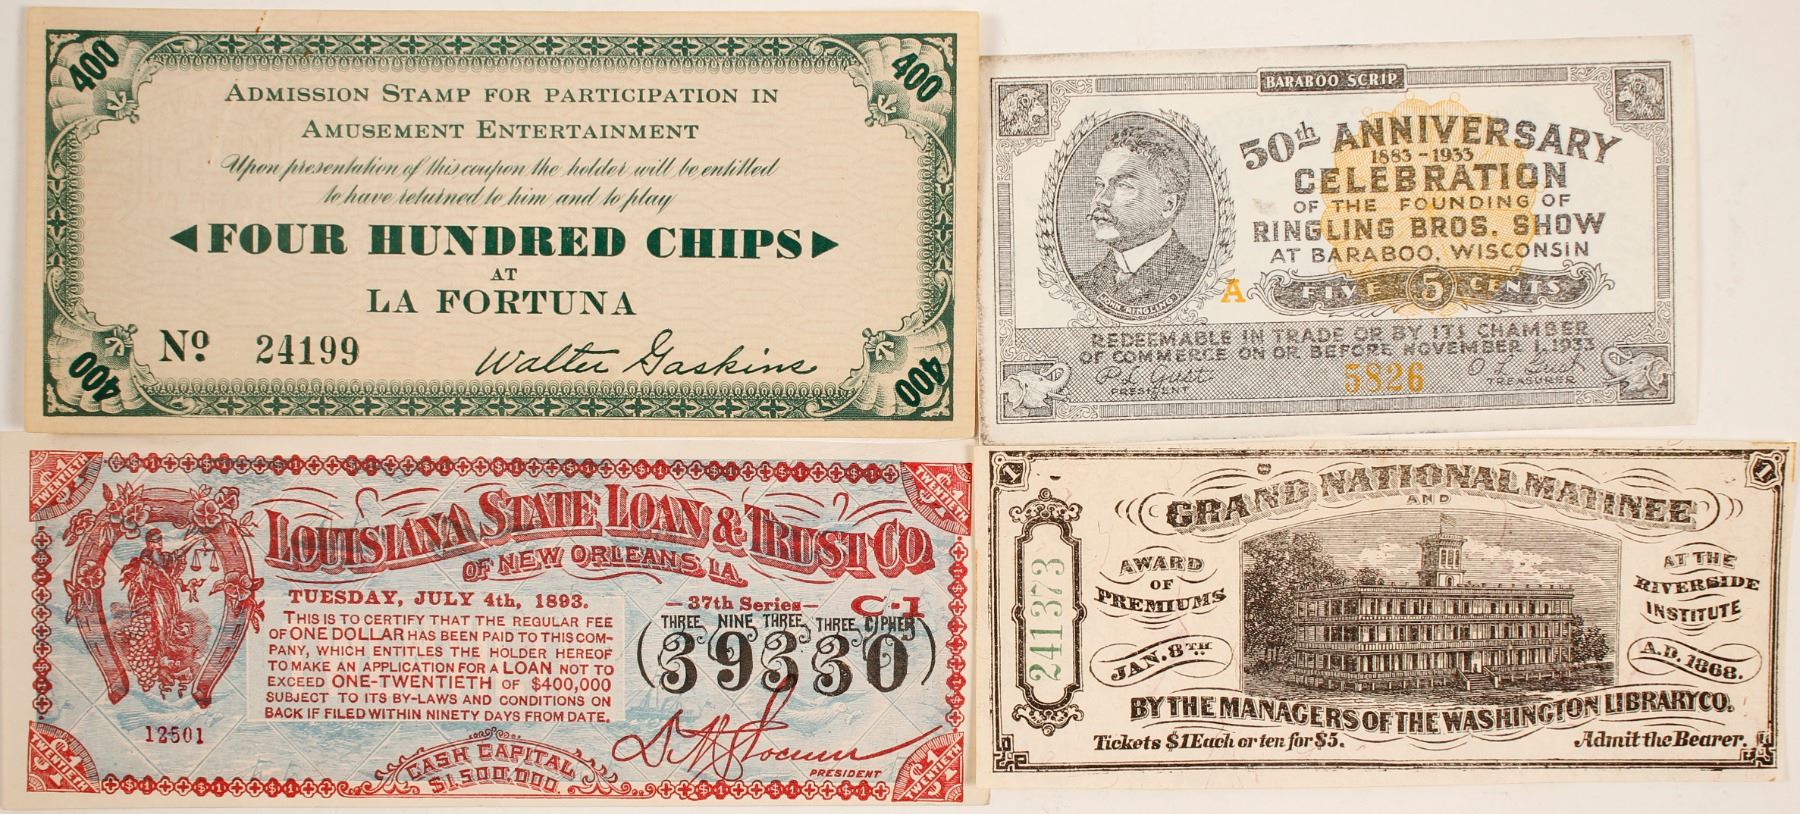 400
400
ADMISSION STAMP FOR PARTICIPATION IN
AMUSEMENT ENTERTAINMENT
Upon presentation of this coupon the holder will be entitled
to have returned to him and to play
FOUR HUNDRED CHIPS
AT
LA FORTUNA
No. 24199
Walter Gaskins
400
400
BARABOO SCRIP
50th ANNIVERSARY
1883-1933
CELEBRATION
OF THE FOUNDING OF
RINGLING BROS. SHOW
AT BARABOO, WISCONSIN
A
FIVE 5 CENTS
REDEEMABLE IN TRADE OR BY ITS CHAMBER
OF COMMERCE ON OR BEFORE NOVEMBER 1, 1933
PRESIDENT
5826
TREASURER
TWENTIETH
TWENTIETH
LOUISIANA STATE LOAN & TRUST CO.
OF NEW ORLEANS, LA.
TUESDAY, JULY 4th, 1893.
THIS IS TO CERTIFY THAT THE REGULAR FEE
OF ONE DOLLAR HAS BEEN PAID TO THIS COM-
PANY, WHICH ENTITLES THE HOLDER HEREOF
TO MAKE AN APPLICATION FOR A LOAN NOT TO
EXCEED ONE-TWENTIETH OF $400,000
SUBJECT TO ITS BY-LAWS AND CONDITIONS ON
BACK IF FILED WITHIN NINETY DAYS FROM DATE.
37th Series C-1
THREE NINE THREE THREE CIPHER
(39330)
12501
CASH CAPITAL
$1,500,000.
PRESIDENT
TWENTIETH
TWENTIETH
1
1
GRAND NATIONAL MATINEE
AND
AWARD
OF
PREMIUMS
JAN. 8TH
241373
AT THE
RIVERSIDE
INSTITUTE
A.D. 1868.
BY THE MANAGERS OF THE WASHINGTON LIBRARY CO.
Tickets $1 Each or ten for $5.
Admit the Bearer.